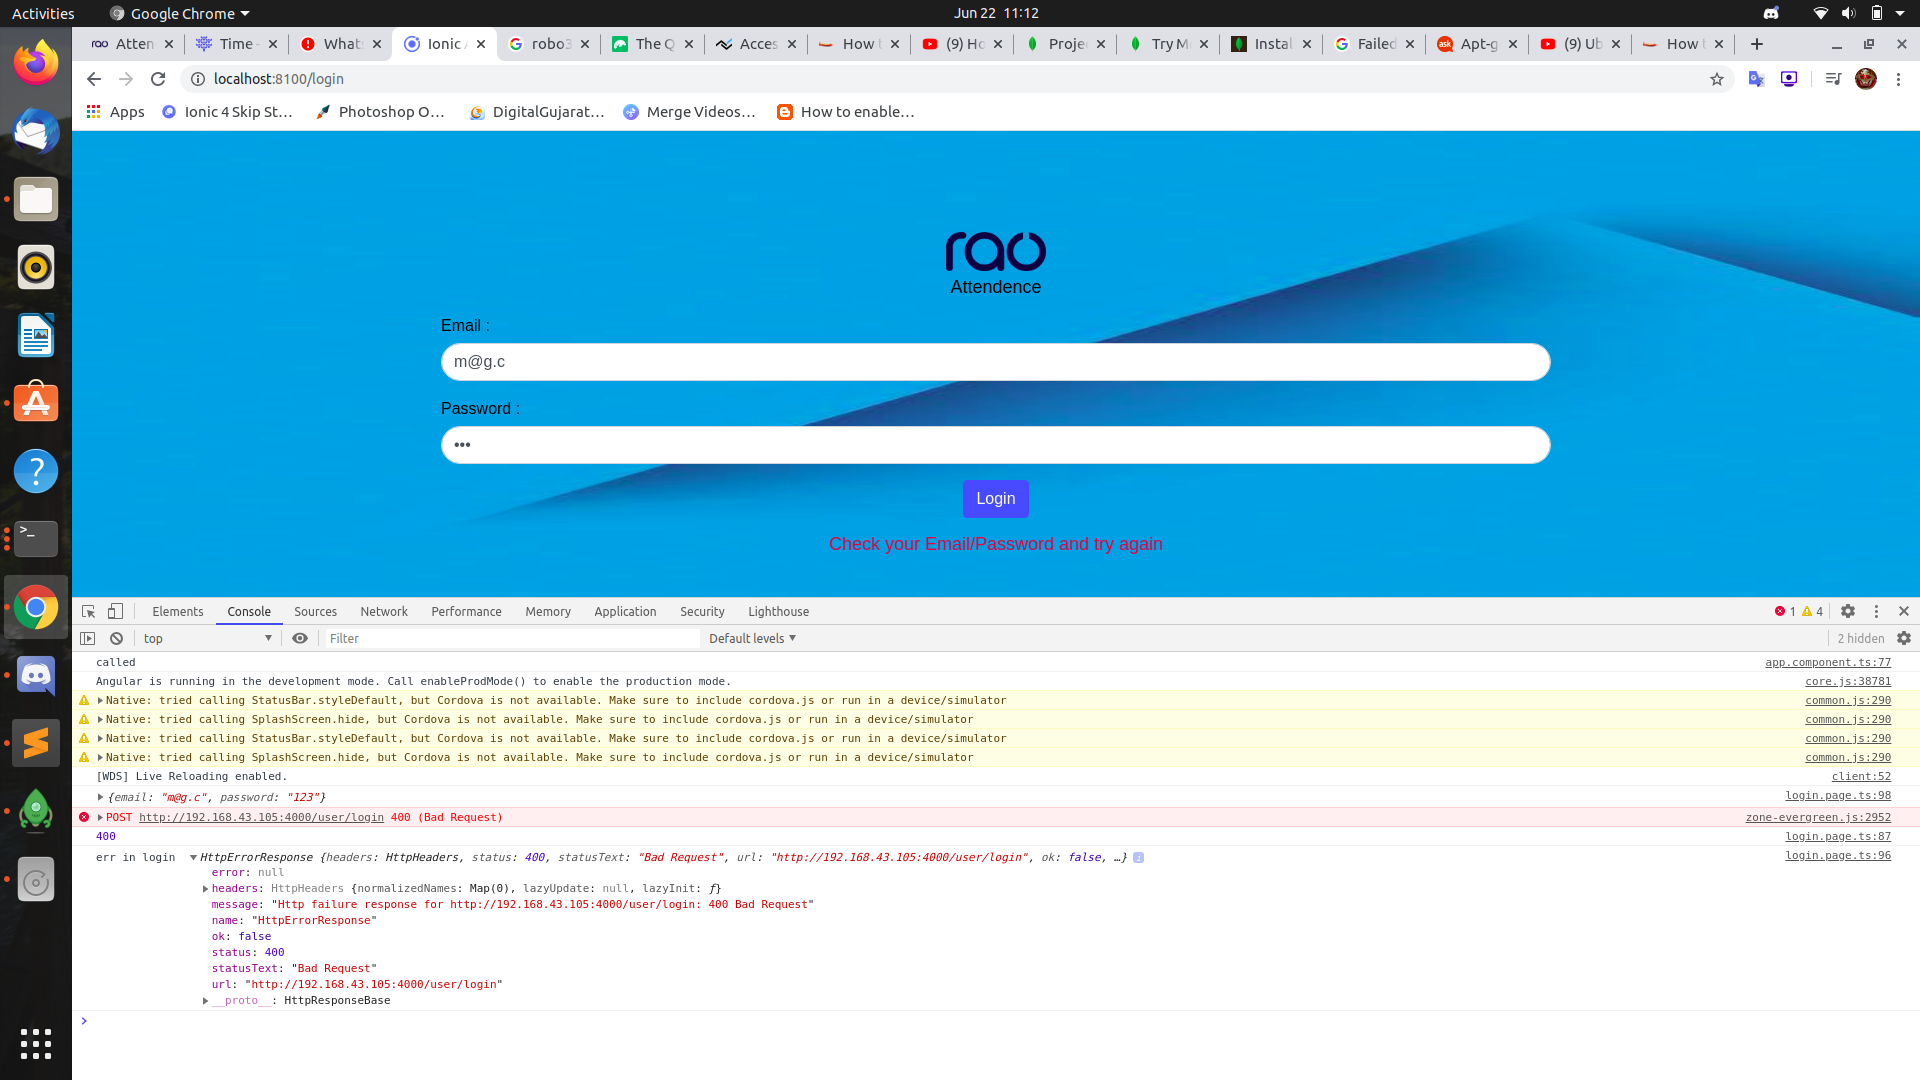 Activities
Google Chrome
Jun 22 11:12
Atten
Time -
What
Ionic
robo3
The Q
Acces
How t
(9) Ho
Projec
Try M
Instal
Failed
Apt-g
(9) Ub
How t
localhost:8100/login
Apps
Ionic 4 Skip St...
Photoshop O...
DigitalGujarat...
Merge Videos...
How to enable...
rao
Attendence
Email :
m@g.c
Password :
•••
Login
Check your Email/Password and try again
Elements Console Sources Network Performance Memory Application Security Lighthouse
1 4
top
Filter
Default levels
2 hidden
called app.component.ts:77
Angular is running in the development mode. Call enableProdMode() to enable the production mode. core.js:38781
Native: tried calling StatusBar.styleDefault, but Cordova is not available. Make sure to include cordova.js or run in a device/simulator common.js:290
Native: tried calling SplashScreen.hide, but Cordova is not available. Make sure to include cordova.js or run in a device/simulator common.js:290
Native: tried calling StatusBar.styleDefault, but Cordova is not available. Make sure to include cordova.js or run in a device/simulator common.js:290
Native: tried calling SplashScreen.hide, but Cordova is not available. Make sure to include cordova.js or run in a device/simulator common.js:290
[WDS] Live Reloading enabled. client:52
{email: "m@g.c", password: "123"} login.page.ts:98
POST http://192.168.43.105:4000/user/login 400 (Bad Request) zone-evergreen.js:2952
400 login.page.ts:87
err in login HttpErrorResponse {headers: HttpHeaders, status: 400, statusText: "Bad Request", url: "http://192.168.43.105:4000/user/login", ok: false, …} login.page.ts:96
error: null
headers: HttpHeaders {normalizedNames: Map(0), lazyUpdate: null, lazyInit: ƒ}
message: "Http failure response for http://192.168.43.105:4000/user/login: 400 Bad Request"
name: "HttpErrorResponse"
ok: false
status: 400
statusText: "Bad Request"
url: "http://192.168.43.105:4000/user/login"
__proto__: HttpResponseBase